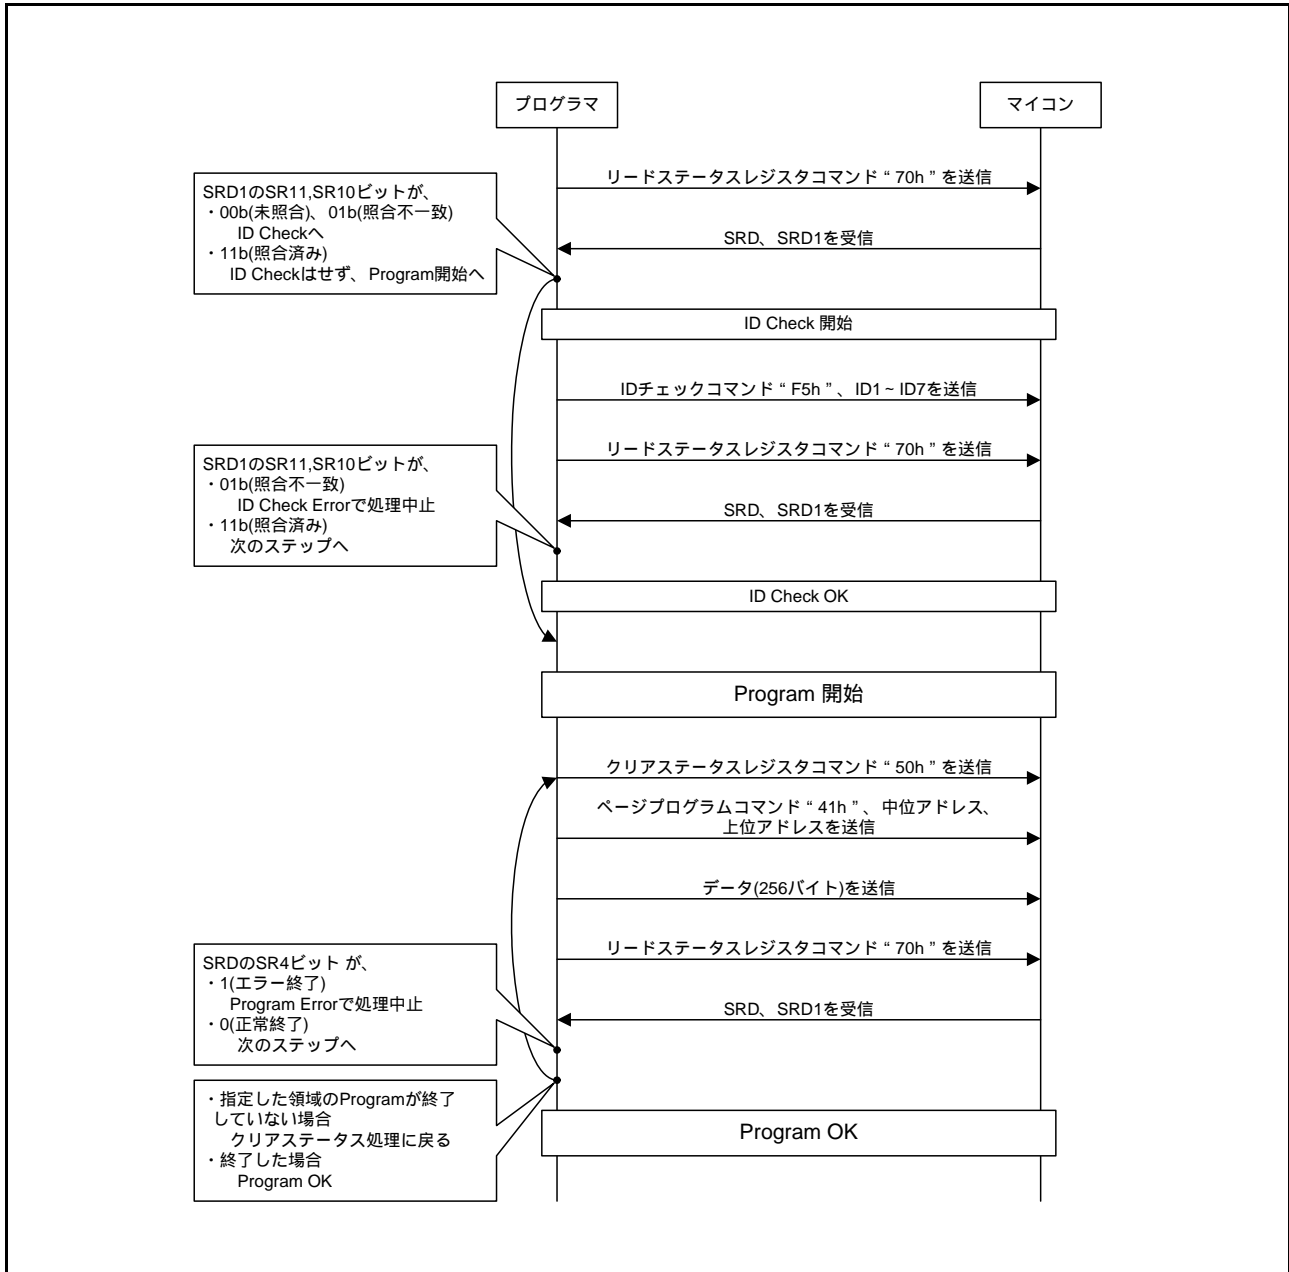 プログラマ
マイコン
リードステータスレジスタコマンド“70h”を送信
SRD1のSR11,SR10ビットが、
・00b(未照合)、01b(照合不一致)
ID Checkへ
・11b(照合済み)
ID Checkはせず、Program開始へ
SRD、SRD1を受信
ID Check 開始
IDチェックコマンド“F5h”、ID1~ID7を送信
リードステータスレジスタコマンド“70h”を送信
SRD1のSR11,SR10ビットが、
・01b(照合不一致)
ID Check Errorで処理中止
・11b(照合済み)
次のステップへ
SRD、SRD1を受信
ID Check OK
Program 開始
クリアステータスレジスタコマンド“50h”を送信
ページプログラムコマンド“41h”、中位アドレス、
上位アドレスを送信
データ(256バイト)を送信
リードステータスレジスタコマンド“70h”を送信
SRDのSR4ビット が、
・1(エラー終了)
Program Errorで処理中止
・0(正常終了)
次のステップへ
SRD、SRD1を受信
・指定した領域のProgramが終了
していない場合
クリアステータス処理に戻る
・終了した場合
Program OK
Program OK